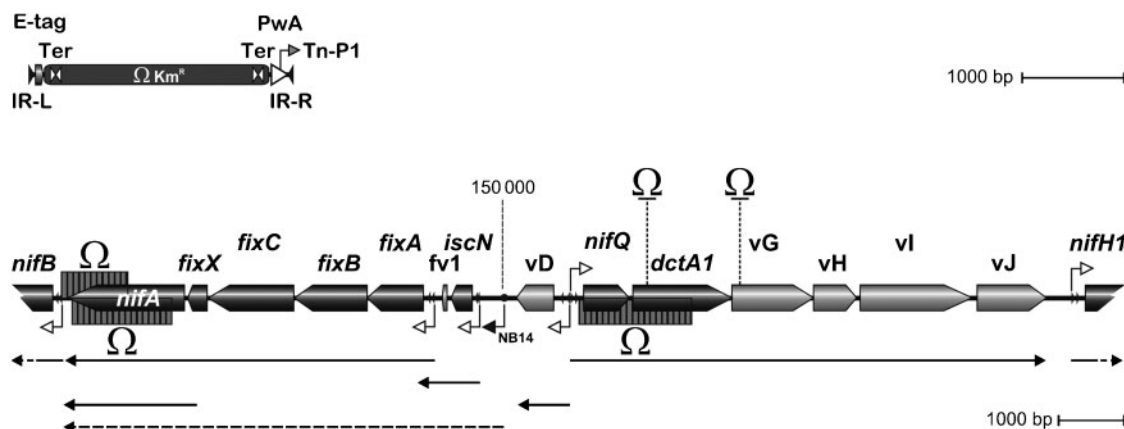 E-tag PwA
Ter Ter Tn-P1
Ω Km^R 1000 bp
IR-L IR-R
150 000
Ω Ω
fixC fixA iscN nifQ vG vI
nifB Ω fixX fixB fv1 vD dctA1 vH vJ nifH1
nifA
NB14
Ω Ω
1000 bp